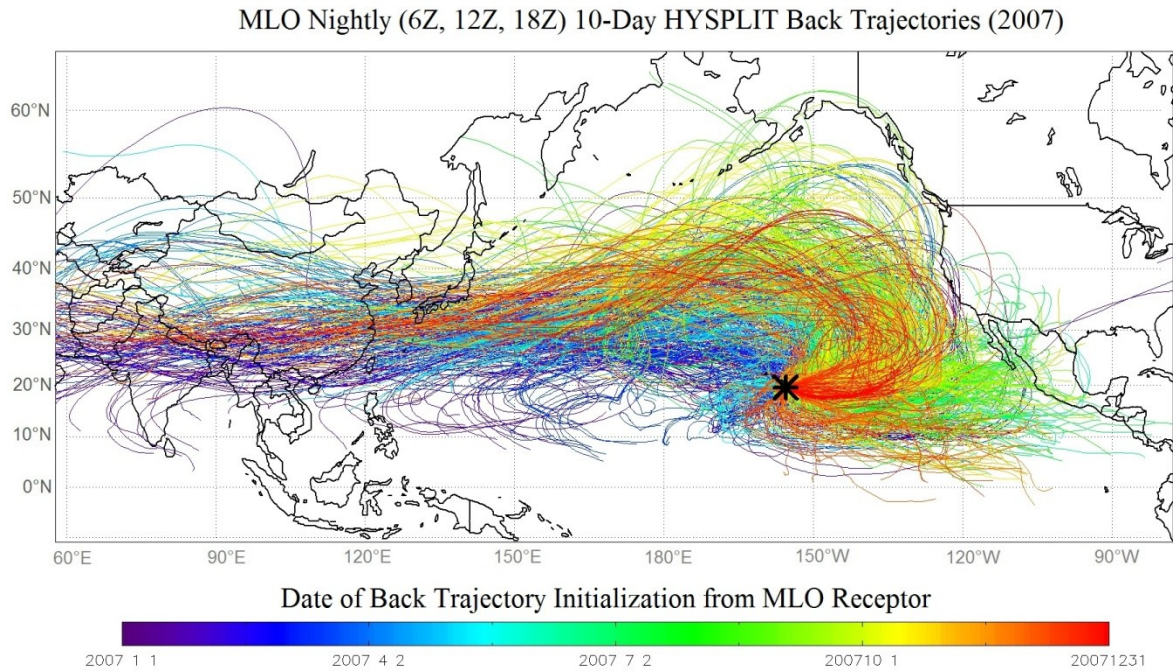 MLO Nightly (6Z, 12Z, 18Z) 10-Day HYSPLIT Back Trajectories (2007)
60°N
50°N
40°N
30°N
20°N
10°N
0°N
60°E 90°E 120°E 150°E 180°E 150°W 120°W 90°W
Date of Back Trajectory Initialization from MLO Receptor
2007 1 1 2007 4 2 2007 7 2 200710 1 20071231